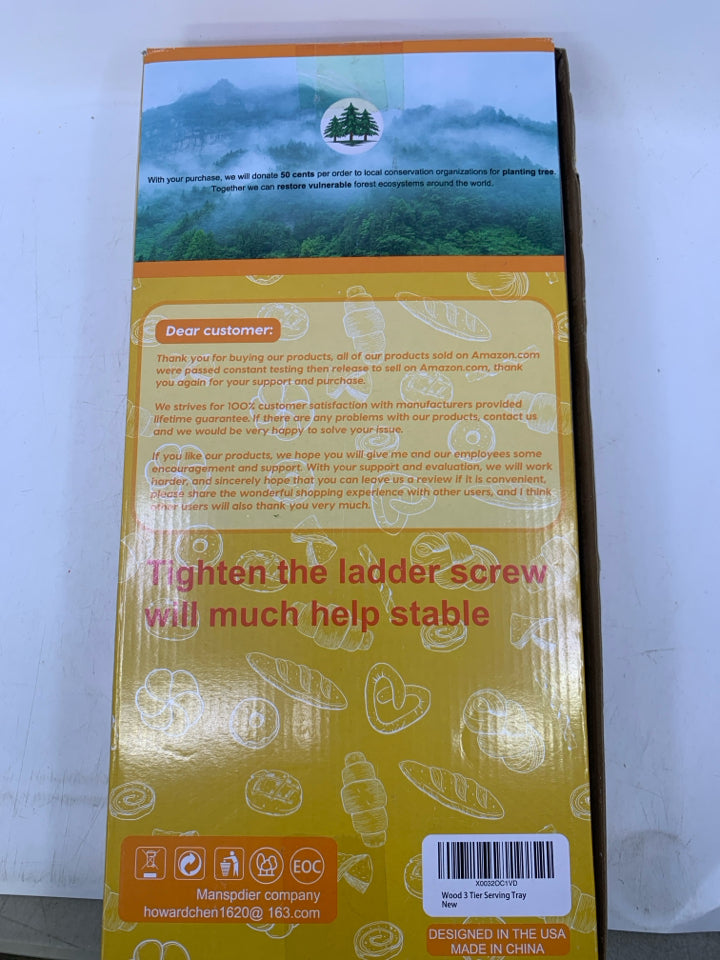 With your purchase, we will donate 50 cents per order to local conservation organizations for planting tree.
Together we can restore vulnerable forest ecosystems around the world.
Dear customer:
Thank you for buying our products, all of our products sold on Amazon.com
were passed constant testing then release to sell on Amazon.com, thank
you again for your support and purchase.
We strives for 100% customer satisfaction with manufacturers provided
lifetime guarantee. If there are any problems with our products, contact us
and we would be very happy to solve your issue.
If you like our products, we hope you will give me and our employees some
encouragement and support. With your support and evaluation, we will work
harder, and sincerely hope that you can leave us a review if it is convenient,
please share the wonderful shopping experience with other users, and I think
other users will also thank you very much.
Tighten the ladder screw
will much help stable
EOC
Manspdier company
howardchen1620@ 163.com
X0032OC1VD
Wood 3 Tier Serving Tray
New
DESIGNED IN THE USA
MADE IN CHINA